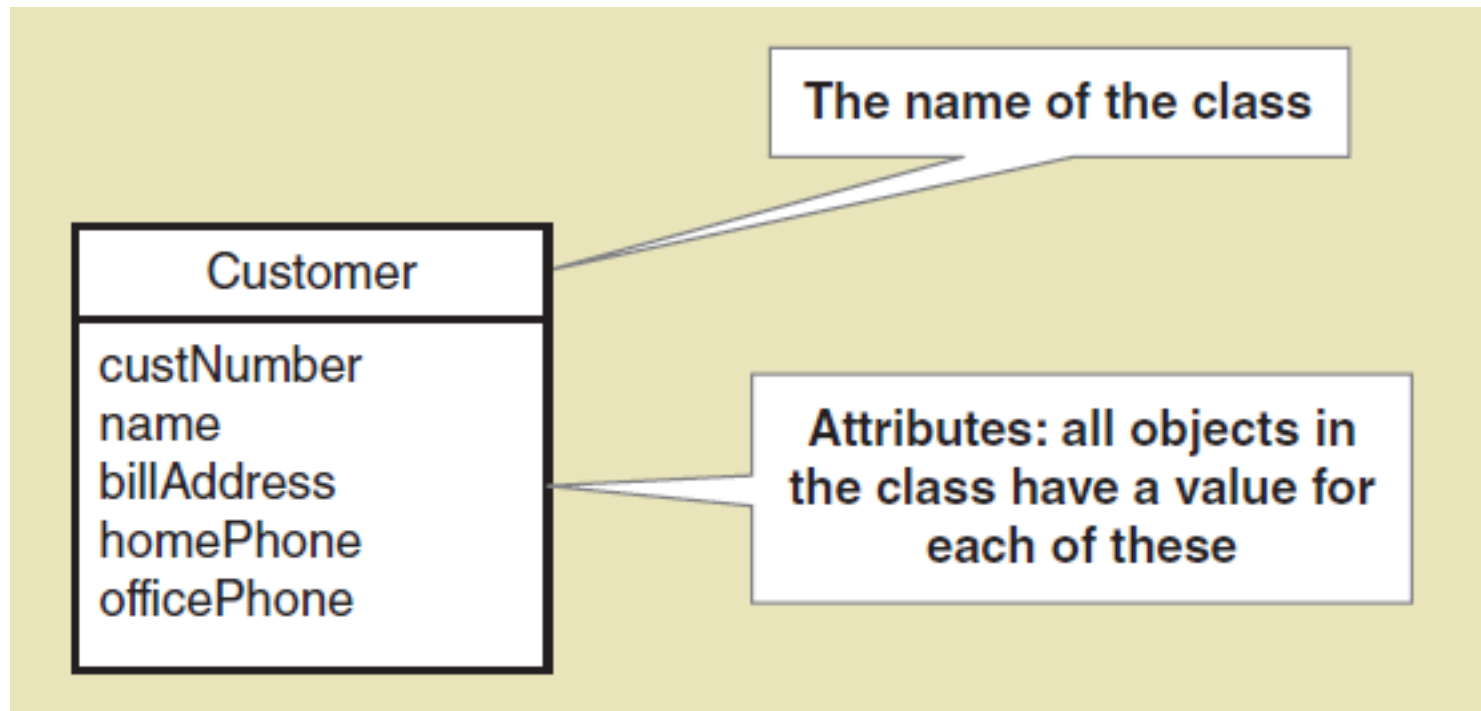 The name of the class
Customer
custNumber
name
billAddress
homePhone
officePhone
Attributes: all objects in
the class have a value for
each of these